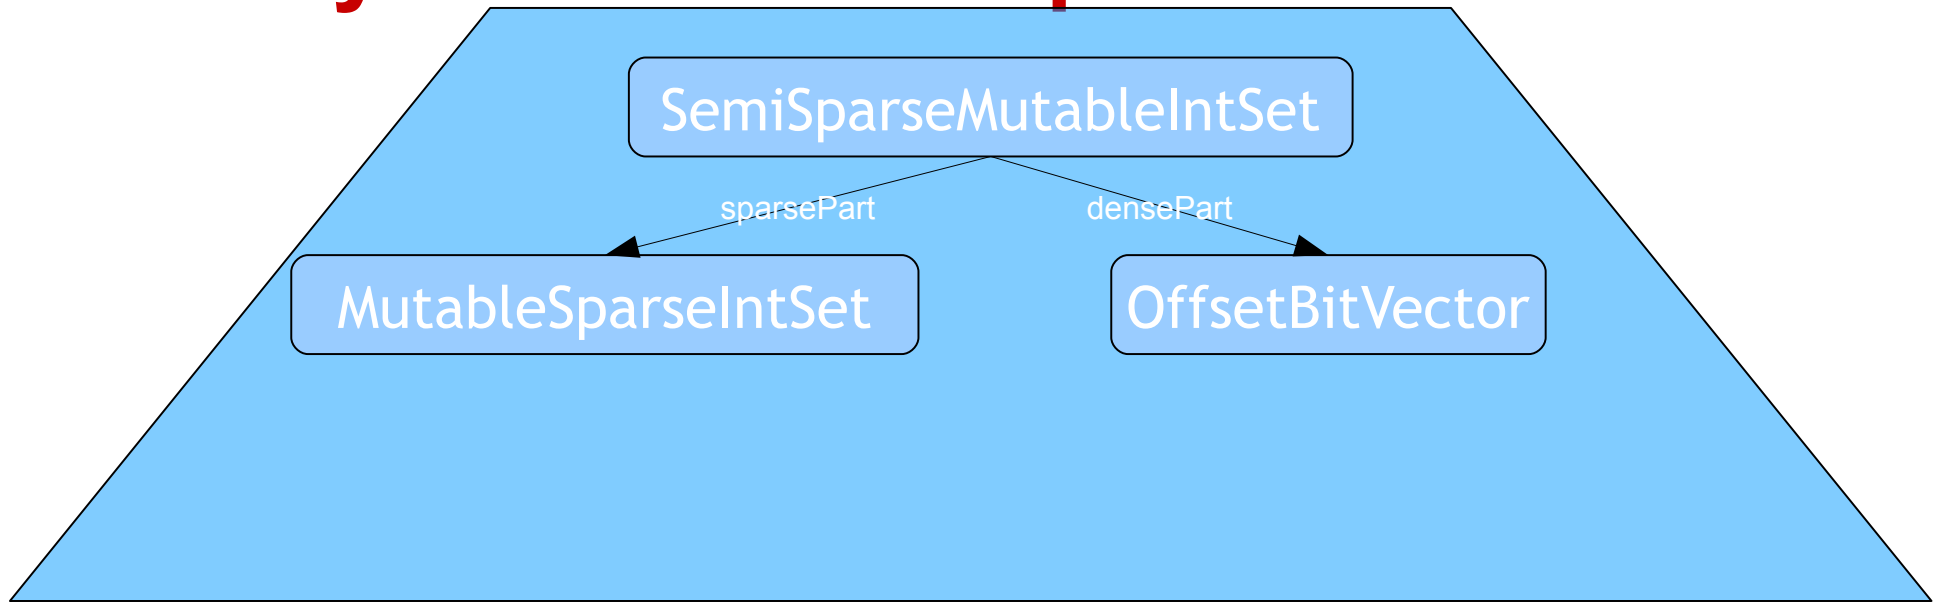 SemiSparseMutableIntSet
sparsePart densePart
MutableSparseIntSet OffsetBitVector